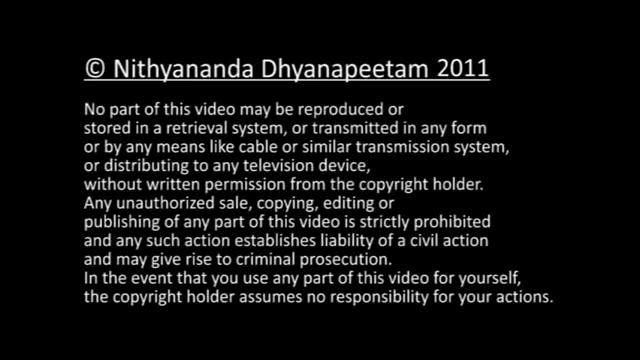 © Nithyananda Dhyanapeetam 2011
No part of this video may be reproduced or
stored in a retrieval system, or transmitted in any form
or by any means like cable or similar transmission system,
or distributing to any television device,
without written permission from the copyright holder.
Any unauthorized sale, copying, editing or
publishing of any part of this video is strictly prohibited
and any such action establishes liability of a civil action
and may give rise to criminal prosecution.
In the event that you use any part of this video for yourself,
the copyright holder assumes no responsibility for your actions.